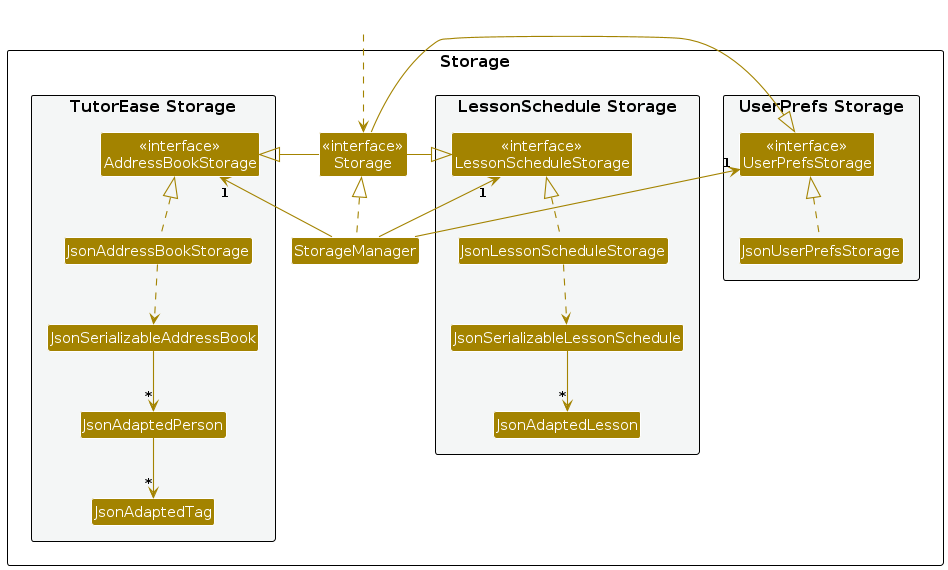 Storage
TutorEase Storage
LessonSchedule Storage
UserPrefs Storage
«interface»
AddressBookStorage
«interface»
Storage
«interface»
LessonScheduleStorage
«interface»
UserPrefsStorage
1
1
1
JsonAddressBookStorage
StorageManager
JsonLessonScheduleStorage
JsonUserPrefsStorage
JsonSerializableAddressBook
JsonSerializableLessonSchedule
*
*
JsonAdaptedPerson
JsonAdaptedLesson
*
JsonAdaptedTag